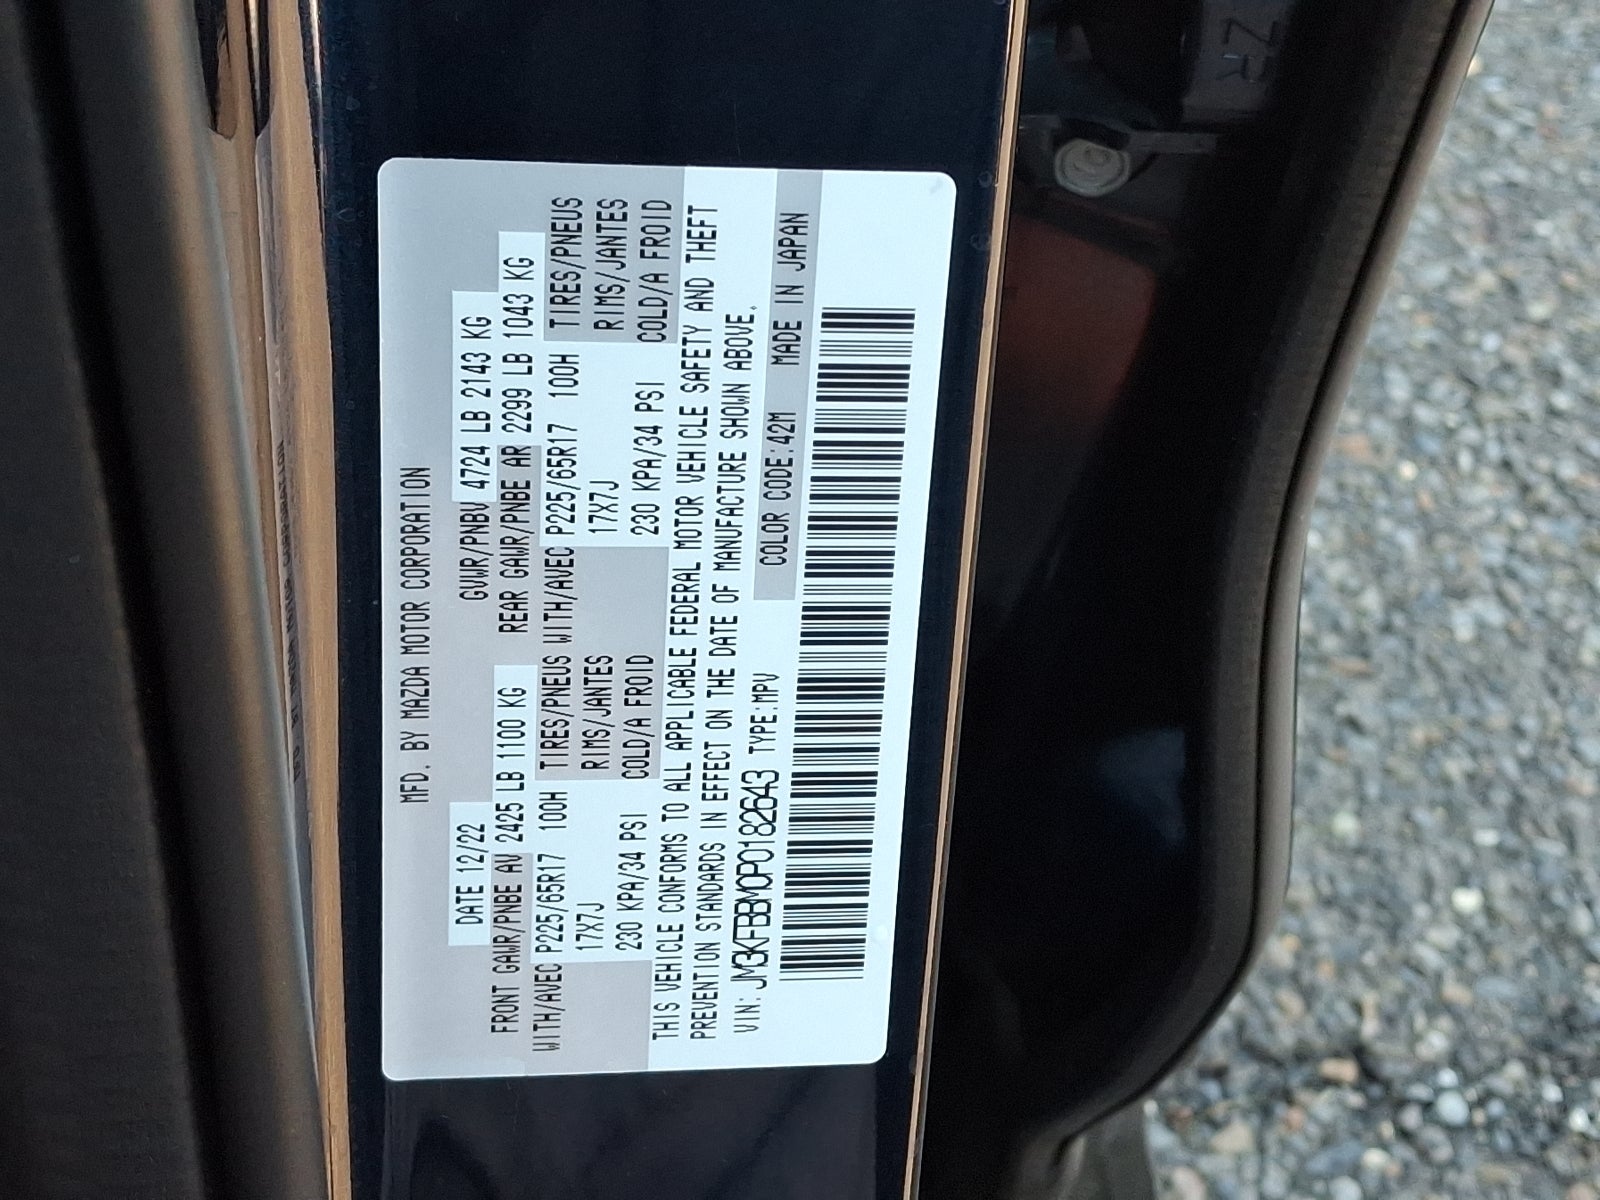 MFD. BY MAZDA MOTOR CORPORATION
DATE 12/22 GVWR/PNBV 4724 LB 2143 KG
FRONT GAWR/PNBE AV 2425 LB 1100 KG REAR GAWR/PNBE AR 2299 LB 1043 KG
WITH/AVEC P225/65R17 100H TIRES/PNEUS WITH/AVEC P225/65R17 100H TIRES/PNEUS
17X7J RIMS/JANTES 17X7J RIMS/JANTES
230 KPA/34 PSI COLD/A FROID 230 KPA/34 PSI COLD/A FROID
THIS VEHICLE CONFORMS TO ALL APPLICABLE FEDERAL MOTOR VEHICLE SAFETY AND THEFT
PREVENTION STANDARDS IN EFFECT ON THE DATE OF MANUFACTURE SHOWN ABOVE.
VIN: JM3KFBBM0P0182643 TYPE:MPV COLOR CODE:42M MADE IN JAPAN